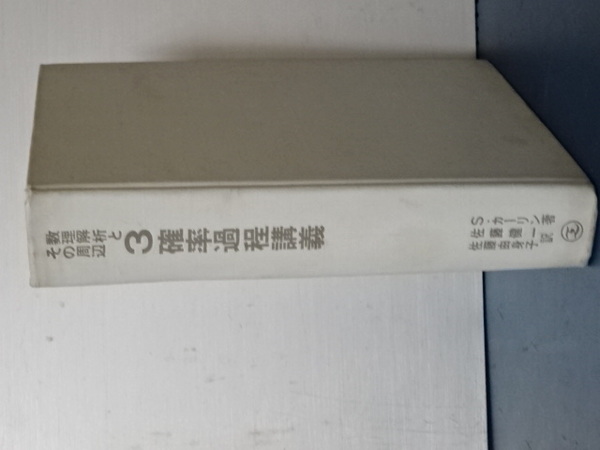 数理解析と
その周辺
3 確率過程講義
S・カーリン著
佐藤健一
佐藤由身子 訳